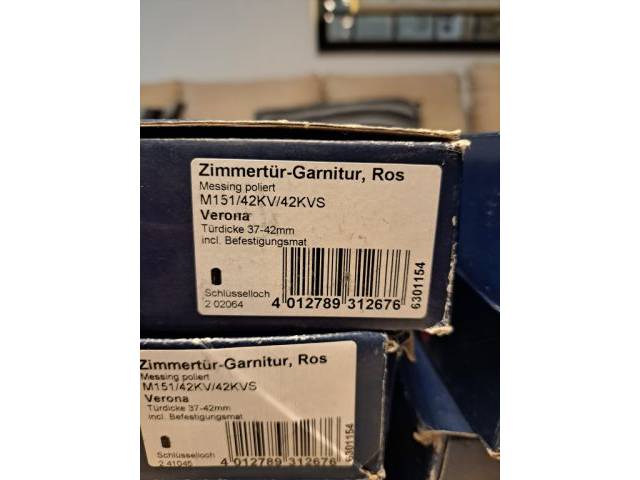 Zimmertür-Garnitur, Ros
Messing poliert
M151/42KV/42KVS
Verona
Türdicke 37-42mm
incl. Befestigungsmat
Schlüsselloch
2 02064
4 012789 312676
6301154
Zimmertür-Garnitur, Ros
Messing poliert
M151/42KV/42KVS
Verona
Türdicke 37-42mm
incl. Befestigungsmat
Schlüsselloch
2 41045
4 012789 312676
6301154